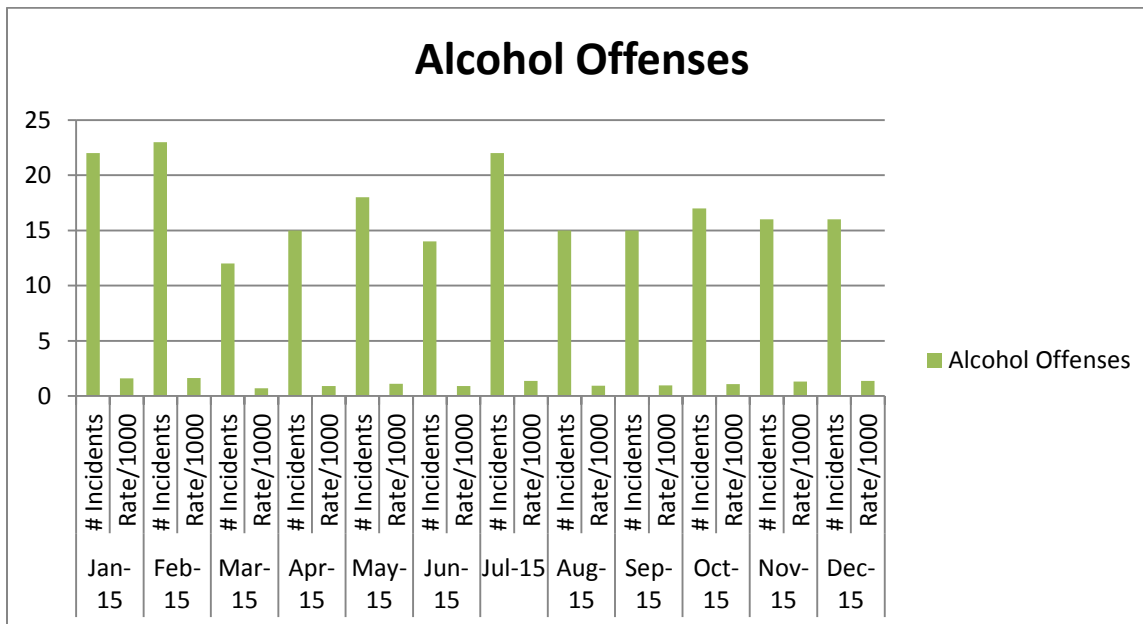 Alcohol Offenses
25
20
15
10
5
0
# Incidents
Rate/1000
# Incidents
Rate/1000
# Incidents
Rate/1000
# Incidents
Rate/1000
# Incidents
Rate/1000
# Incidents
Rate/1000
# Incidents
Rate/1000
# Incidents
Rate/1000
# Incidents
Rate/1000
# Incidents
Rate/1000
# Incidents
Rate/1000
# Incidents
Rate/1000
Jan-
15
Feb-
15
Mar-
15
Apr-
15
May-
15
Jun-
15
Jul-15
Aug-
15
Sep-
15
Oct-
15
Nov-
15
Dec-
15
Alcohol Offenses